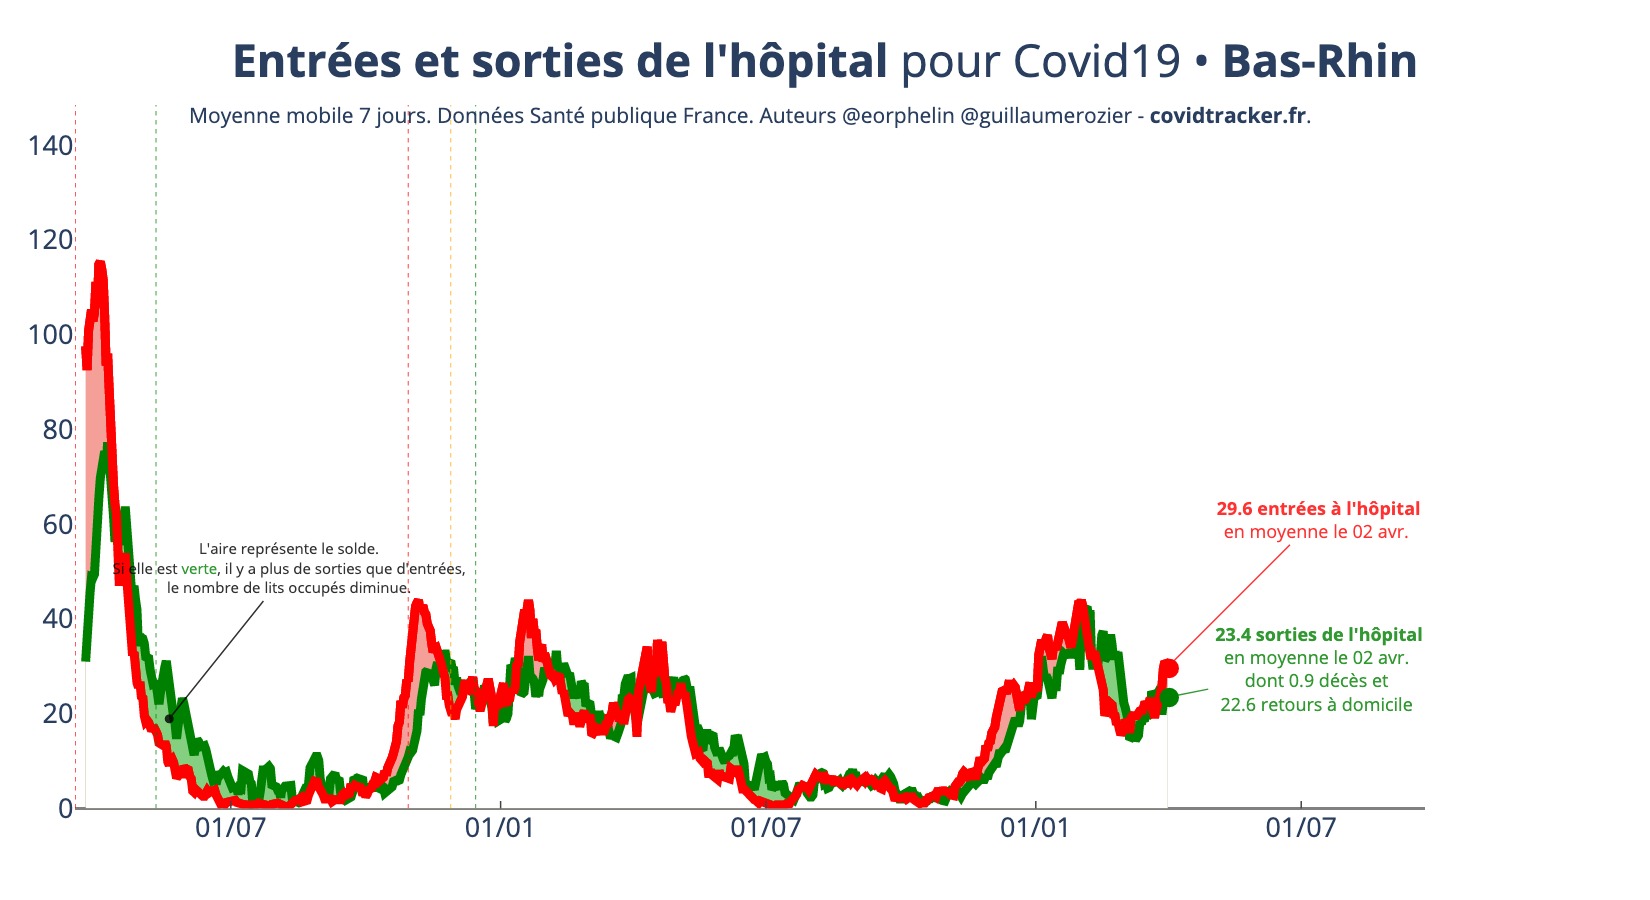 Entrées et sorties de l'hôpital pour Covid19 • Bas-Rhin
Moyenne mobile 7 jours. Données Santé publique France. Auteurs @eorphelin @guillaumerozier - covidtracker.fr.
140
120
100
80
60
40
20
0
L'aire représente le solde.
Si elle est verte, il y a plus de sorties que d'entrées,
le nombre de lits occupés diminue.
29.6 entrées à l'hôpital
en moyenne le 02 avr.
23.4 sorties de l'hôpital
en moyenne le 02 avr.
dont 0.9 décès et
22.6 retours à domicile
01/07
01/01
01/07
01/01
01/07